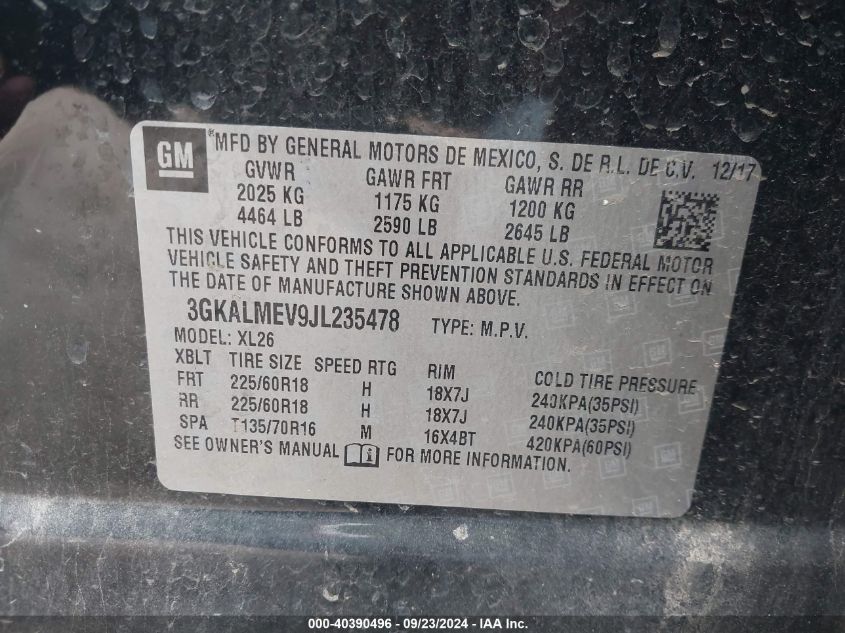 GM
®MFD BY GENERAL MOTORS DE MEXICO, S. DE R.L. DE C.V. 12/17
GVWR GAWR FRT GAWR RR
2025 KG 1175 KG 1200 KG
4464 LB 2590 LB 2645 LB
THIS VEHICLE CONFORMS TO ALL APPLICABLE U.S. FEDERAL MOTOR
VEHICLE SAFETY AND THEFT PREVENTION STANDARDS IN EFFECT ON
THE DATE OF MANUFACTURE SHOWN ABOVE.
3GKALMEV9JL235478 TYPE: M.P.V.
MODEL: XL26
XBLT TIRE SIZE SPEED RTG RIM COLD TIRE PRESSURE
FRT 225/60R18 H 18X7J 240KPA(35PSI)
RR 225/60R18 H 18X7J 240KPA(35PSI)
SPA T135/70R16 M 16X4BT 420KPA(60PSI)
SEE OWNER'S MANUAL i FOR MORE INFORMATION.
000-40390496 - 09/23/2024 - IAA Inc.